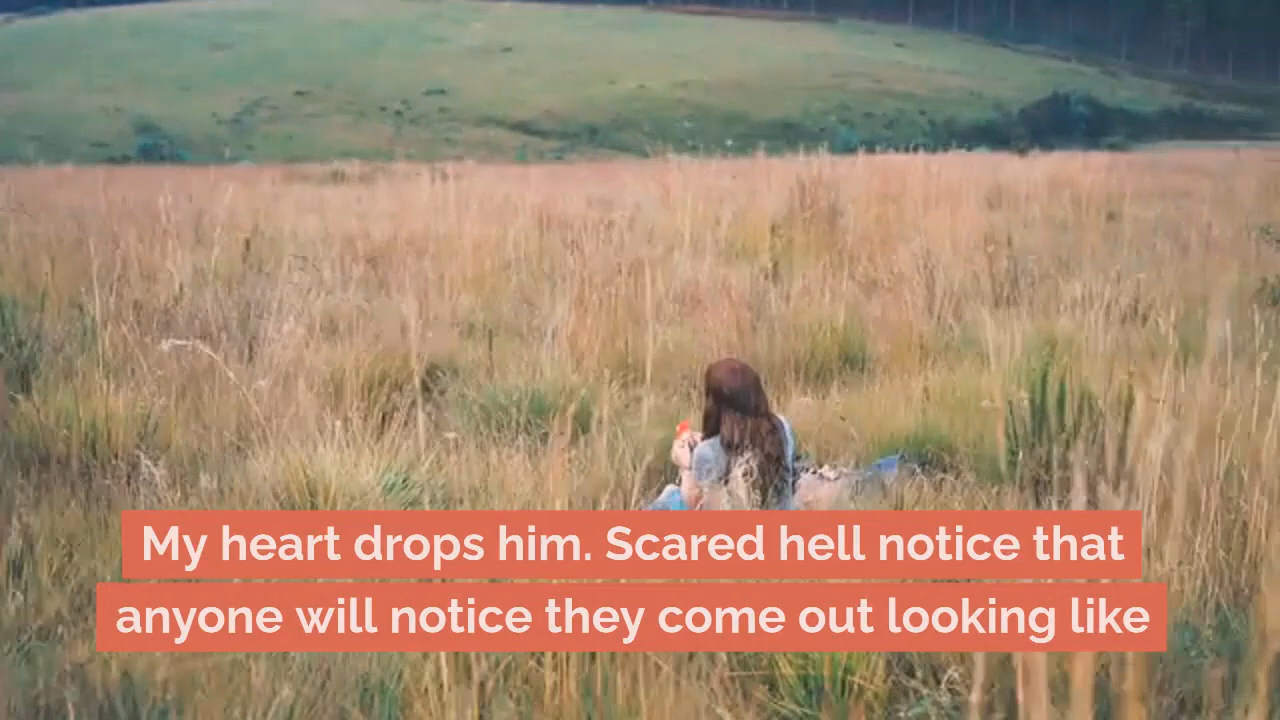 My heart drops him. Scared hell notice that
anyone will notice they come out looking like